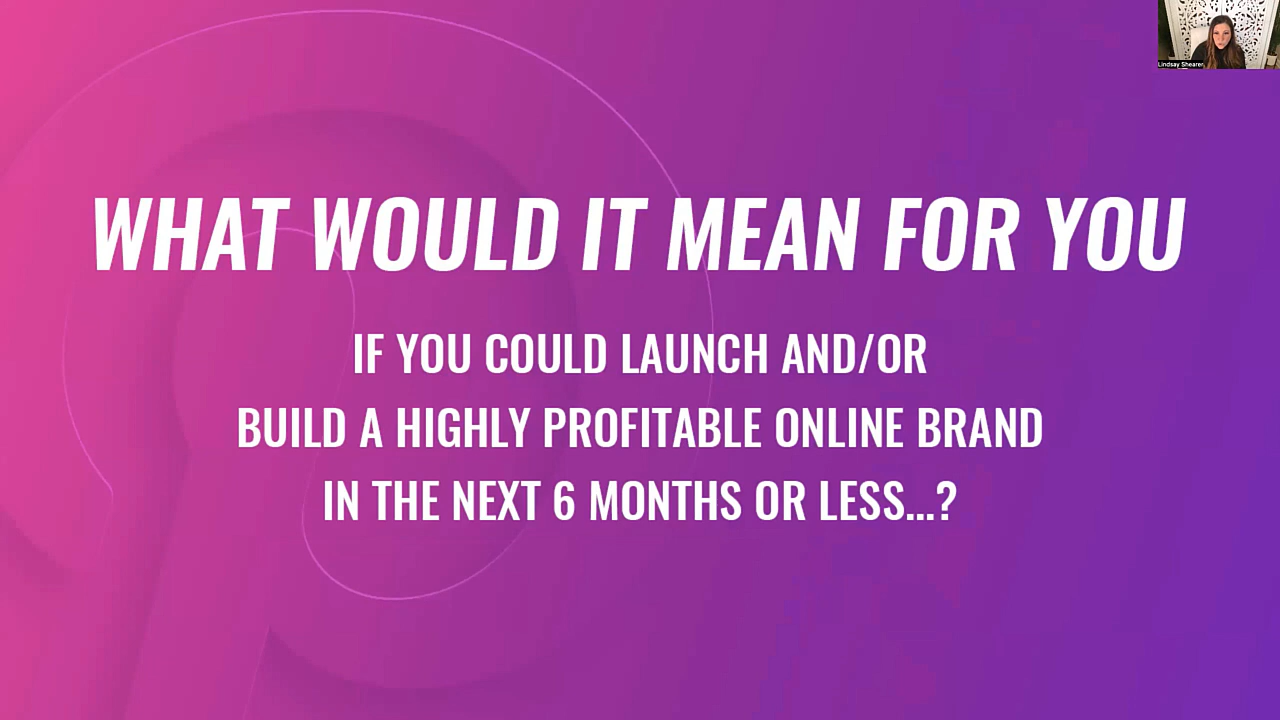 Lindsay Shearer
WHAT WOULD IT MEAN FOR YOU
IF YOU COULD LAUNCH AND/OR
BUILD A HIGHLY PROFITABLE ONLINE BRAND
IN THE NEXT 6 MONTHS OR LESS...?